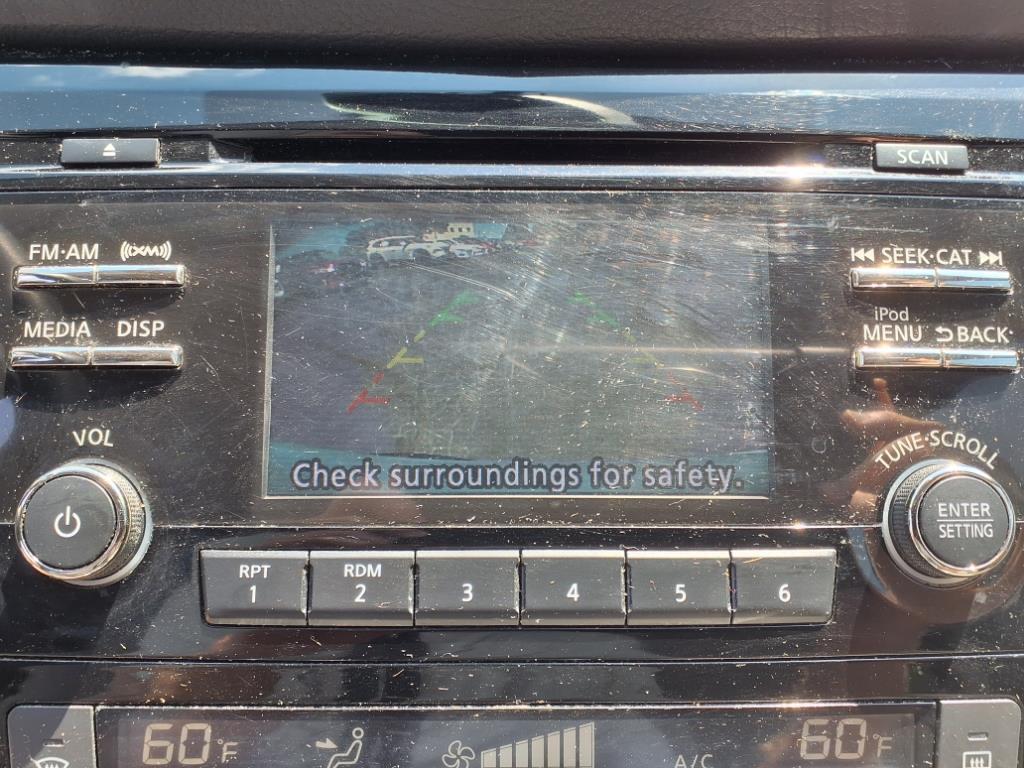 SCAN
FM·AM (((XM)))
SEEK·CAT
MEDIA DISP
iPod
MENU BACK
VOL
TUNE·SCROLL
Check surroundings for safety.
ENTER
SETTING
RPT
1
RDM
2
3
4
5
6
60°F
A/C
60°F